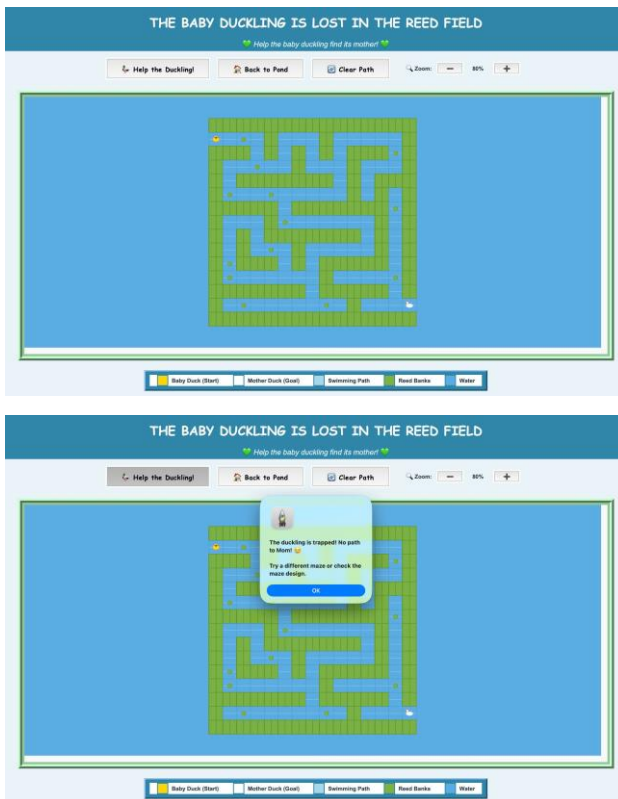 THE BABY DUCKLING IS LOST IN THE REED FIELD
💚 Help the baby duckling find its mother! 💚
Help the Duckling!
Back to Pond
Clear Path
Zoom: − 80% +
Baby Duck (Start)
Mother Duck (Goal)
Swimming Path
Reed Banks
Water
THE BABY DUCKLING IS LOST IN THE REED FIELD
💚 Help the baby duckling find its mother! 💚
Help the Duckling!
Back to Pond
Clear Path
Zoom: − 80% +
The duckling is trapped! No path
to Mom! 😢
Try a different maze or check the
maze design.
OK
Baby Duck (Start)
Mother Duck (Goal)
Swimming Path
Reed Banks
Water